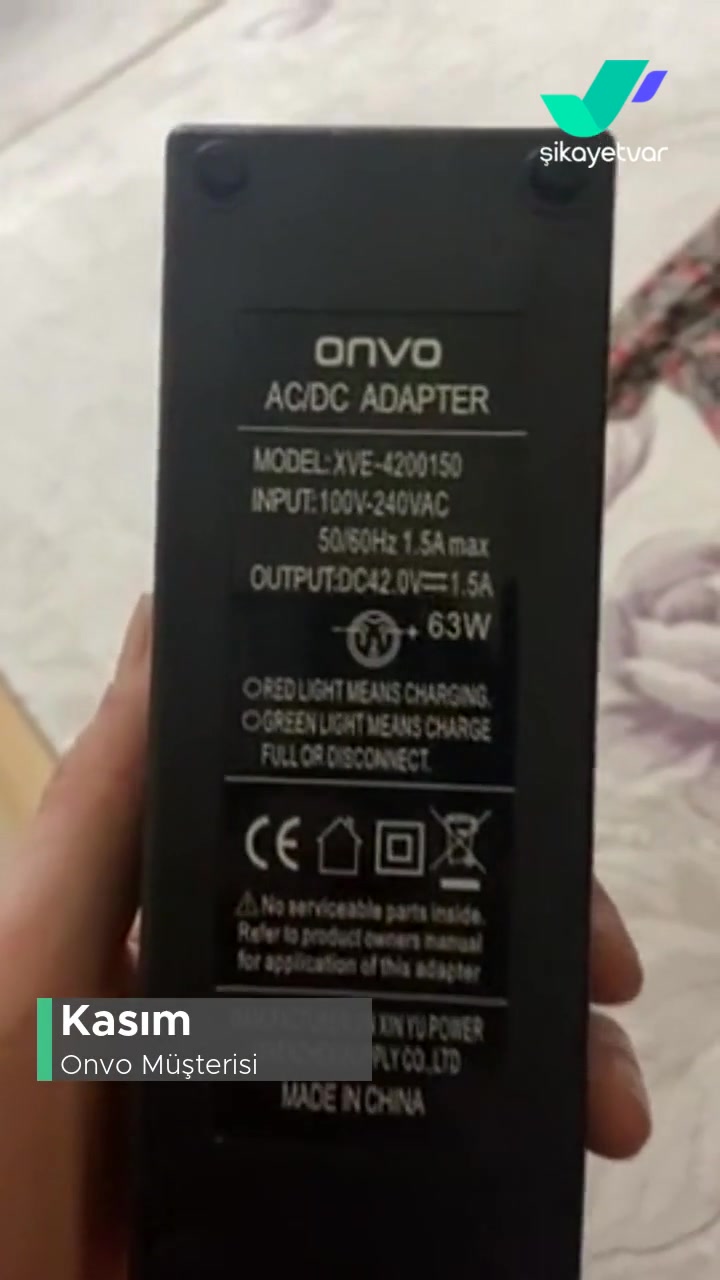 şikayetvar
onvo
AC/DC ADAPTER
MODEL:XVE-4200150
INPUT:100V-240VAC
50/60Hz 1.5A max
OUTPUT:DC42.0V⎓1.5A
63W
RED LIGHT MEANS CHARGING.
GREEN LIGHT MEANS CHARGE
FULL OR DISCONNECT.
CE
No serviceable parts inside.
Refer to product owners manual
for application of this adapter
XIN YU POWER
CO.,LTD
MADE IN CHINA
Kasım
Onvo Müşterisi